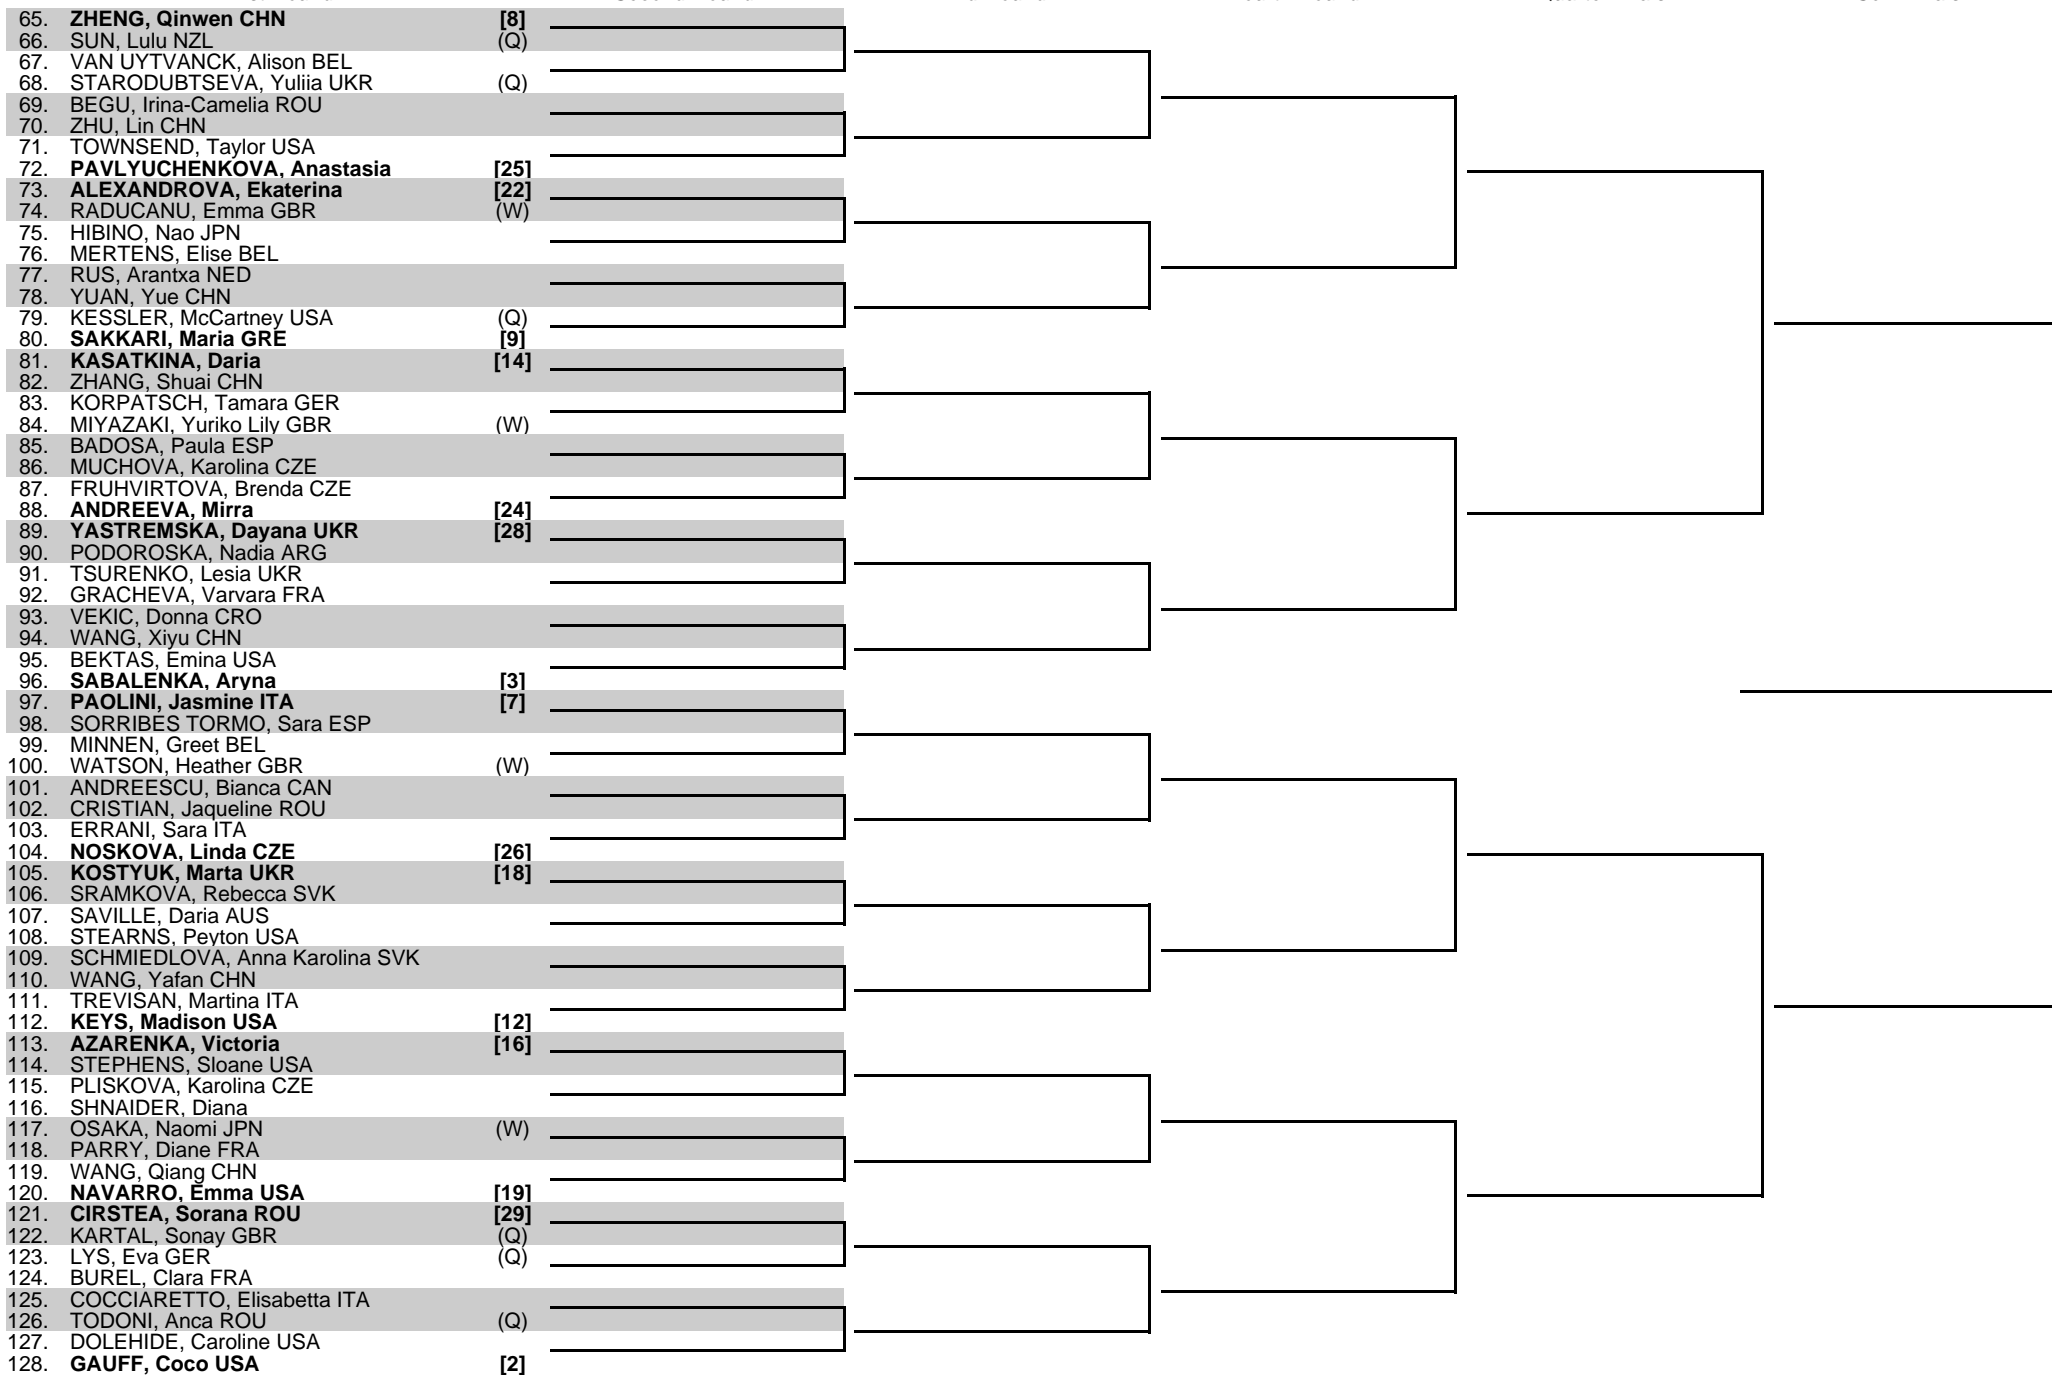 65. ZHENG, Qinwen CHN [8]
66. SUN, Lulu NZL (Q)
67. VAN UYTVANCK, Alison BEL
68. STARODUBTSEVA, Yuliia UKR (Q)
69. BEGU, Irina-Camelia ROU
70. ZHU, Lin CHN
71. TOWNSEND, Taylor USA
72. PAVLYUCHENKOVA, Anastasia [25]
73. ALEXANDROVA, Ekaterina [22]
74. RADUCANU, Emma GBR (W)
75. HIBINO, Nao JPN
76. MERTENS, Elise BEL
77. RUS, Arantxa NED
78. YUAN, Yue CHN
79. KESSLER, McCartney USA (Q)
80. SAKKARI, Maria GRE [9]
81. KASATKINA, Daria [14]
82. ZHANG, Shuai CHN
83. KORPATSCH, Tamara GER
84. MIYAZAKI, Yuriko Lily GBR (W)
85. BADOSA, Paula ESP
86. MUCHOVA, Karolina CZE
87. FRUHVIRTOVA, Brenda CZE
88. ANDREEVA, Mirra [24]
89. YASTREMSKA, Dayana UKR [28]
90. PODOROSKA, Nadia ARG
91. TSURENKO, Lesia UKR
92. GRACHEVA, Varvara FRA
93. VEKIC, Donna CRO
94. WANG, Xiyu CHN
95. BEKTAS, Emina USA
96. SABALENKA, Aryna [3]
97. PAOLINI, Jasmine ITA [7]
98. SORRIBES TORMO, Sara ESP
99. MINNEN, Greet BEL
100. WATSON, Heather GBR (W)
101. ANDREESCU, Bianca CAN
102. CRISTIAN, Jaqueline ROU
103. ERRANI, Sara ITA
104. NOSKOVA, Linda CZE [26]
105. KOSTYUK, Marta UKR [18]
106. SRAMKOVA, Rebecca SVK
107. SAVILLE, Daria AUS
108. STEARNS, Peyton USA
109. SCHMIEDLOVA, Anna Karolina SVK
110. WANG, Yafan CHN
111. TREVISAN, Martina ITA
112. KEYS, Madison USA [12]
113. AZARENKA, Victoria [16]
114. STEPHENS, Sloane USA
115. PLISKOVA, Karolina CZE
116. SHNAIDER, Diana
117. OSAKA, Naomi JPN (W)
118. PARRY, Diane FRA
119. WANG, Qiang CHN
120. NAVARRO, Emma USA [19]
121. CIRSTEA, Sorana ROU [29]
122. KARTAL, Sonay GBR (Q)
123. LYS, Eva GER (Q)
124. BUREL, Clara FRA
125. COCCIARETTO, Elisabetta ITA
126. TODONI, Anca ROU (Q)
127. DOLEHIDE, Caroline USA
128. GAUFF, Coco USA [2]